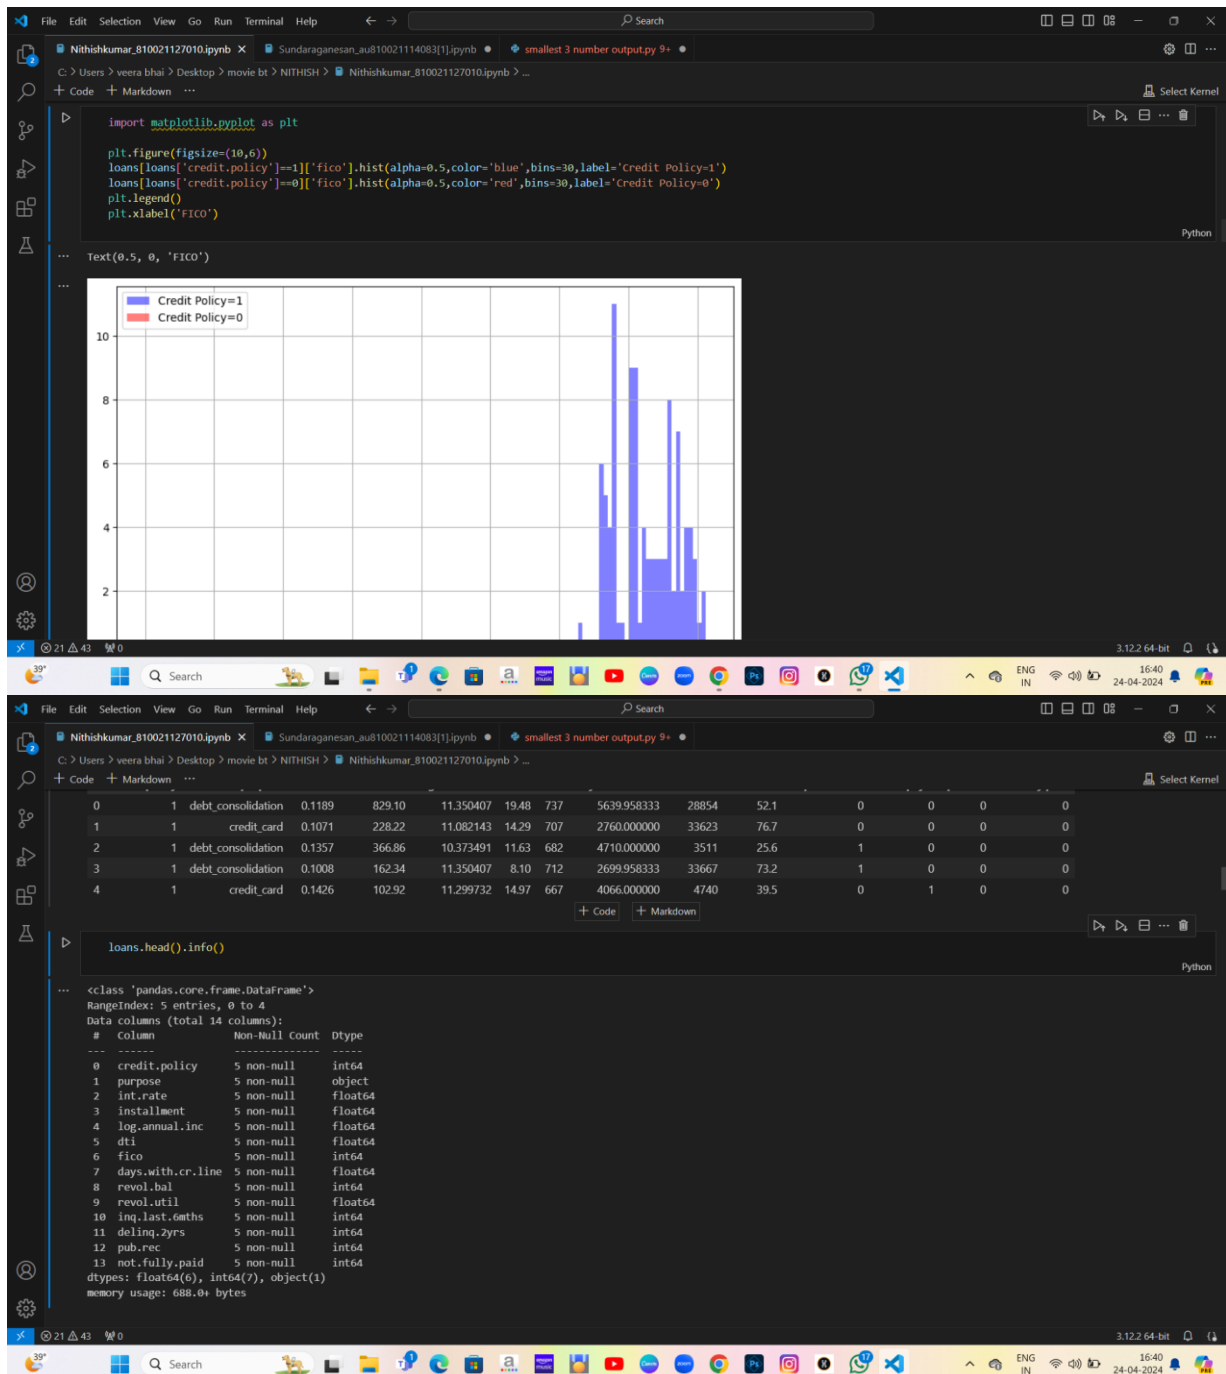 File Edit Selection View Go Run Terminal Help
Search
Nithishkumar_810021127010.ipynb
Sundaraganesan_au810021114083[1].ipynb
smallest 3 number output.py 9+
C: > Users > veera bhai > Desktop > movie bt > NITHISH > Nithishkumar_810021127010.ipynb > ...
+ Code + Markdown ...
Select Kernel
import matplotlib.pyplot as plt
plt.figure(figsize=(10,6))
loans[loans['credit.policy']==1]['fico'].hist(alpha=0.5,color='blue',bins=30,label='Credit Policy=1')
loans[loans['credit.policy']==0]['fico'].hist(alpha=0.5,color='red',bins=30,label='Credit Policy=0')
plt.legend()
plt.xlabel('FICO')
Python
Text(0.5, 0, 'FICO')
Credit Policy=1
Credit Policy=0
10
8
6
4
2
21 43 0
3.12.2 64-bit
39°
Search
ENG
IN
16:40
24-04-2024
File Edit Selection View Go Run Terminal Help
Search
Nithishkumar_810021127010.ipynb
Sundaraganesan_au810021114083[1].ipynb
smallest 3 number output.py 9+
C: > Users > veera bhai > Desktop > movie bt > NITHISH > Nithishkumar_810021127010.ipynb > ...
+ Code + Markdown ...
Select Kernel
0 1 debt_consolidation 0.1189 829.10 11.350407 19.48 737 5639.958333 28854 52.1 0 0 0 0
1 1 credit_card 0.1071 228.22 11.082143 14.29 707 2760.000000 33623 76.7 0 0 0 0
2 1 debt_consolidation 0.1357 366.86 10.373491 11.63 682 4710.000000 3511 25.6 1 0 0 0
3 1 debt_consolidation 0.1008 162.34 11.350407 8.10 712 2699.958333 33667 73.2 1 0 0 0
4 1 credit_card 0.1426 102.92 11.299732 14.97 667 4066.000000 4740 39.5 0 1 0 0
+ Code + Markdown
loans.head().info()
Python
<class 'pandas.core.frame.DataFrame'>
RangeIndex: 5 entries, 0 to 4
Data columns (total 14 columns):
# Column Non-Null Count Dtype
--- ------ -------------- -----
0 credit.policy 5 non-null int64
1 purpose 5 non-null object
2 int.rate 5 non-null float64
3 installment 5 non-null float64
4 log.annual.inc 5 non-null float64
5 dti 5 non-null float64
6 fico 5 non-null int64
7 days.with.cr.line 5 non-null float64
8 revol.bal 5 non-null int64
9 revol.util 5 non-null float64
10 inq.last.6mths 5 non-null int64
11 delinq.2yrs 5 non-null int64
12 pub.rec 5 non-null int64
13 not.fully.paid 5 non-null int64
dtypes: float64(6), int64(7), object(1)
memory usage: 688.0+ bytes
21 43 0
3.12.2 64-bit
39°
Search
ENG
IN
16:40
24-04-2024